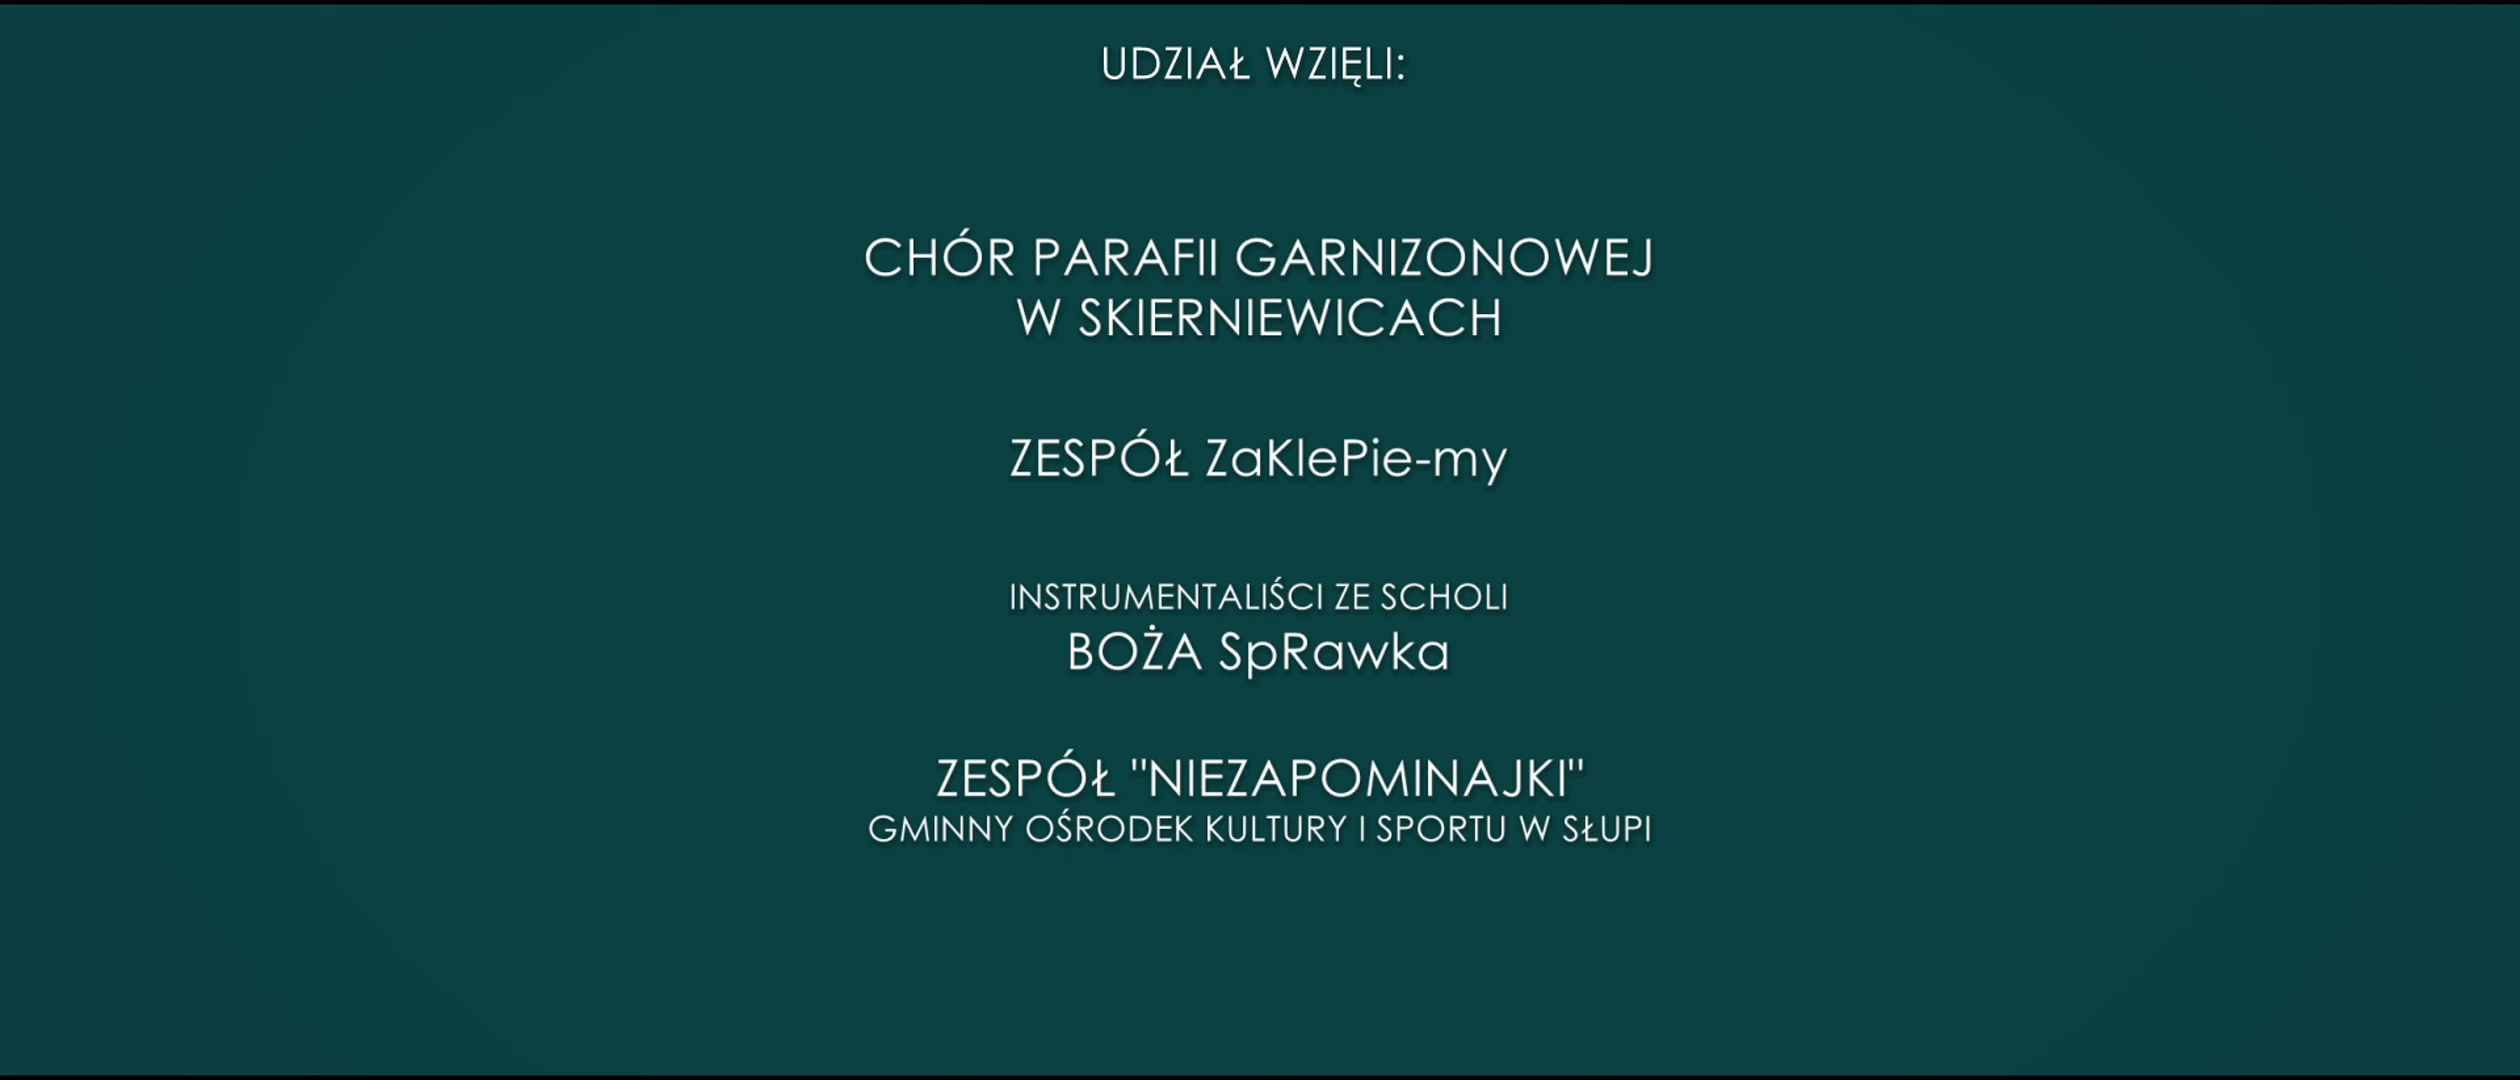 UDZIAŁ WZIĘLI:
CHÓR PARAFII GARNIZONOWEJ
W SKIERNIEWICACH
ZESPÓŁ ZaKlePie-my
INSTRUMENTALIŚCI ZE SCHOLI
BOŻA SpRawka
ZESPÓŁ "NIEZAPOMINAJKI"
GMINNY OŚRODEK KULTURY I SPORTU W SŁUPI